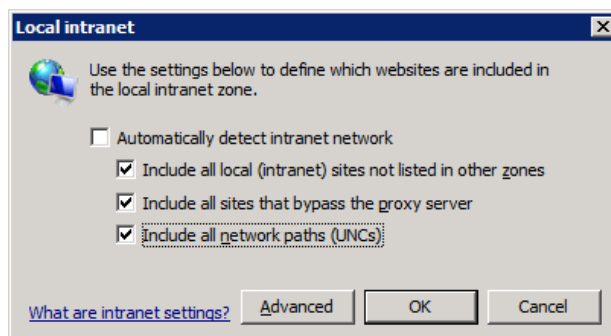 Local intranet
Use the settings below to define which websites are included in
the local intranet zone.
Automatically detect intranet network
Include all local (intranet) sites not listed in other zones
Include all sites that bypass the proxy server
Include all network paths (UNCs)
What are intranet settings? Advanced OK Cancel